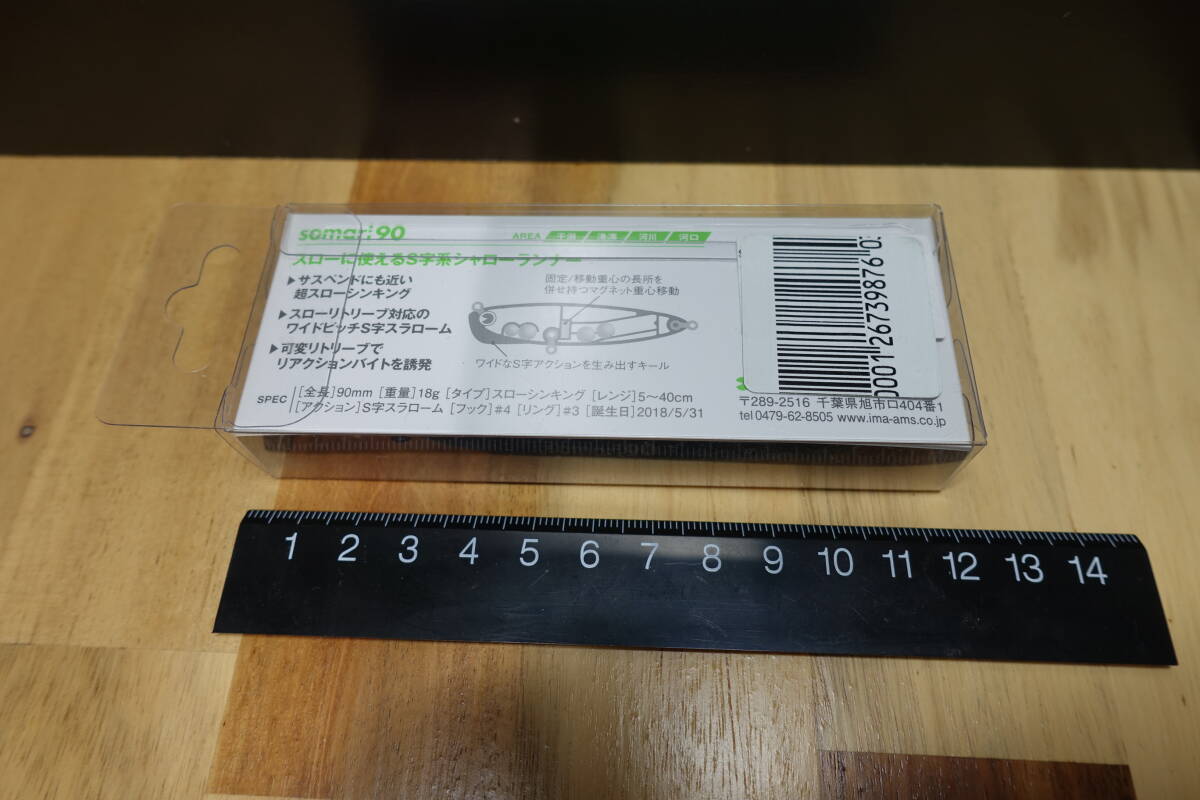 somari 90
AREA 干潟 港湾 河川 河口
スローに使えるS字系シャローランナー
▶サスペンドにも近い
超スローシンキング
▶スローリトリーブ対応の
ワイドピッチS字スラローム
▶可変リトリーブで
リアクションバイトを誘発
固定/移動重心の長所を
併せ持つマグネット重心移動
ワイドなS字アクションを生み出すキール
SPEC
[全長]90mm [重量]18g [タイプ]スローシンキング [レンジ]5～40cm
[アクション]S字スラローム [フック]#4 [リング]#3 [誕生日]2018/5/31
〒289-2516 千葉県旭市ロ404番1
tel 0479-62-8505 www.ima-ams.co.jp
0001267398760
1 2 3 4 5 6 7 8 9 10 11 12 13 14